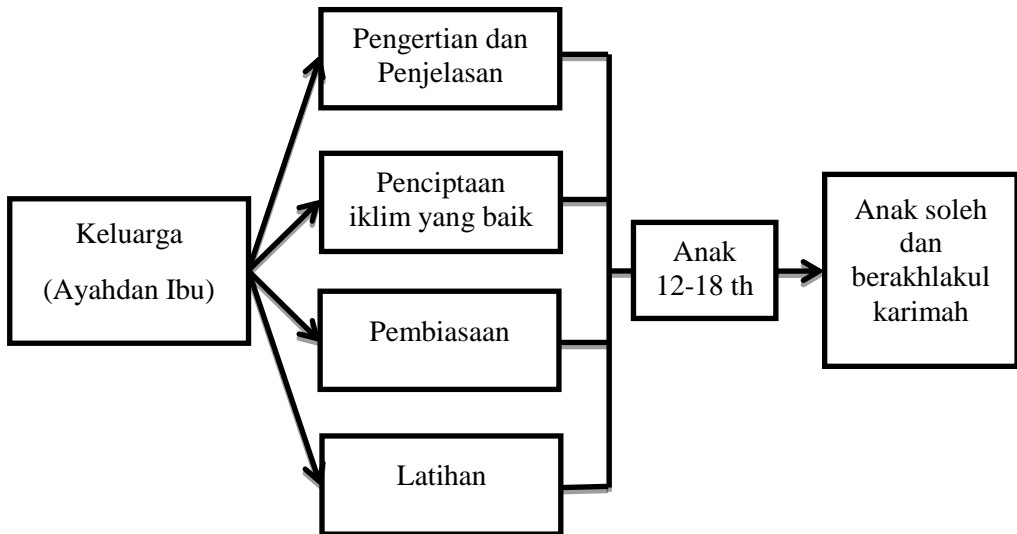 Keluarga
(Ayahdan Ibu)
Pengertian dan
Penjelasan
Penciptaan
iklim yang baik
Pembiasaan
Latihan
Anak
12-18 th
Anak soleh
dan
berakhlakul
karimah